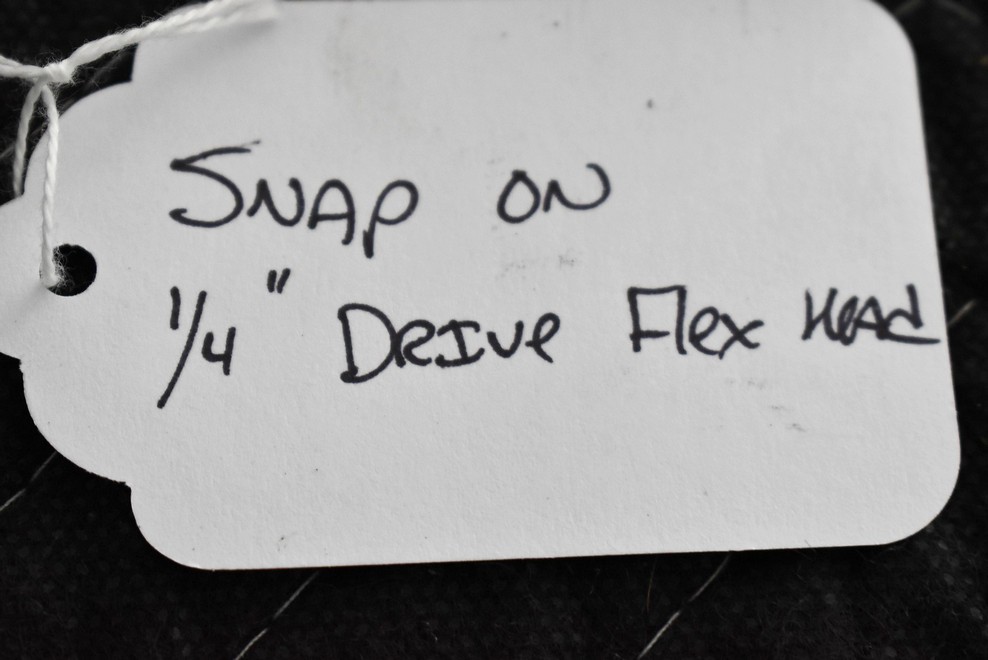 Snap on
1/4" Drive Flex Head